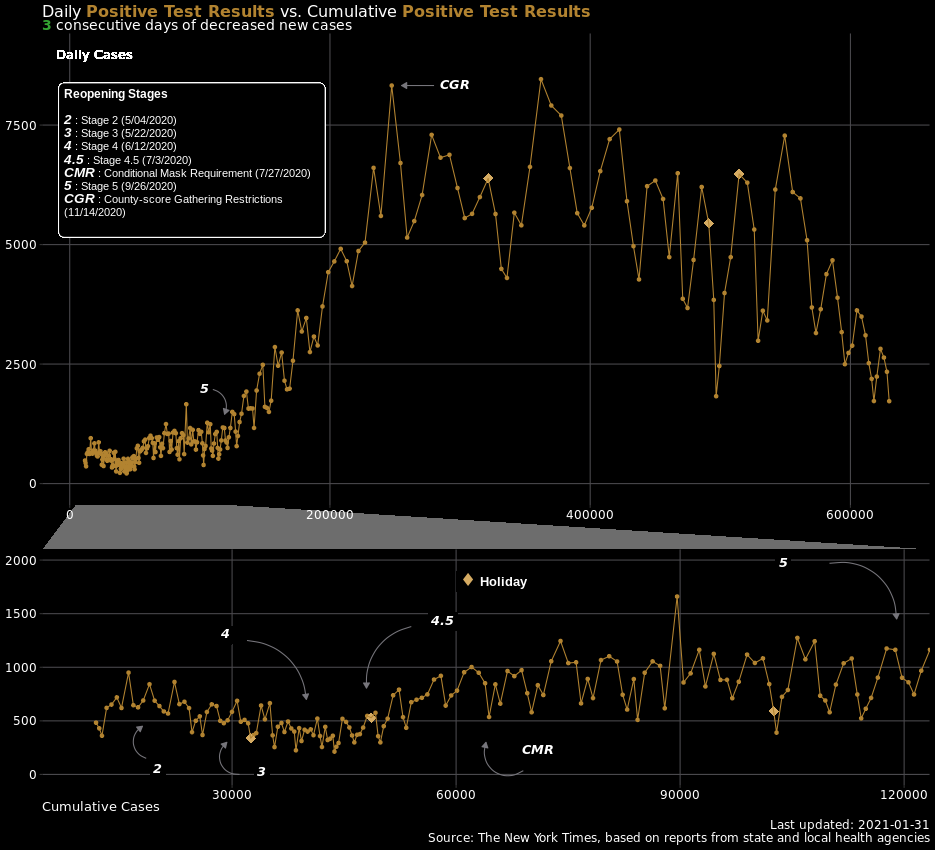 Daily Positive Test Results vs. Cumulative Positive Test Results
3 consecutive days of decreased new cases
Daily Cases
CGR
Reopening Stages
2 : Stage 2 (5/04/2020)
3 : Stage 3 (5/22/2020)
4 : Stage 4 (6/12/2020)
4.5 : Stage 4.5 (7/3/2020)
CMR : Conditional Mask Requirement (7/27/2020)
5 : Stage 5 (9/26/2020)
CGR : County-score Gathering Restrictions
(11/14/2020)
7500
5000
2500
0
5
0 200000 400000 600000
2000
1500
1000
500
0
Holiday
5
4
4.5
2
3
CMR
30000 60000 90000 120000
Cumulative Cases
Last updated: 2021-01-31
Source: The New York Times, based on reports from state and local health agencies